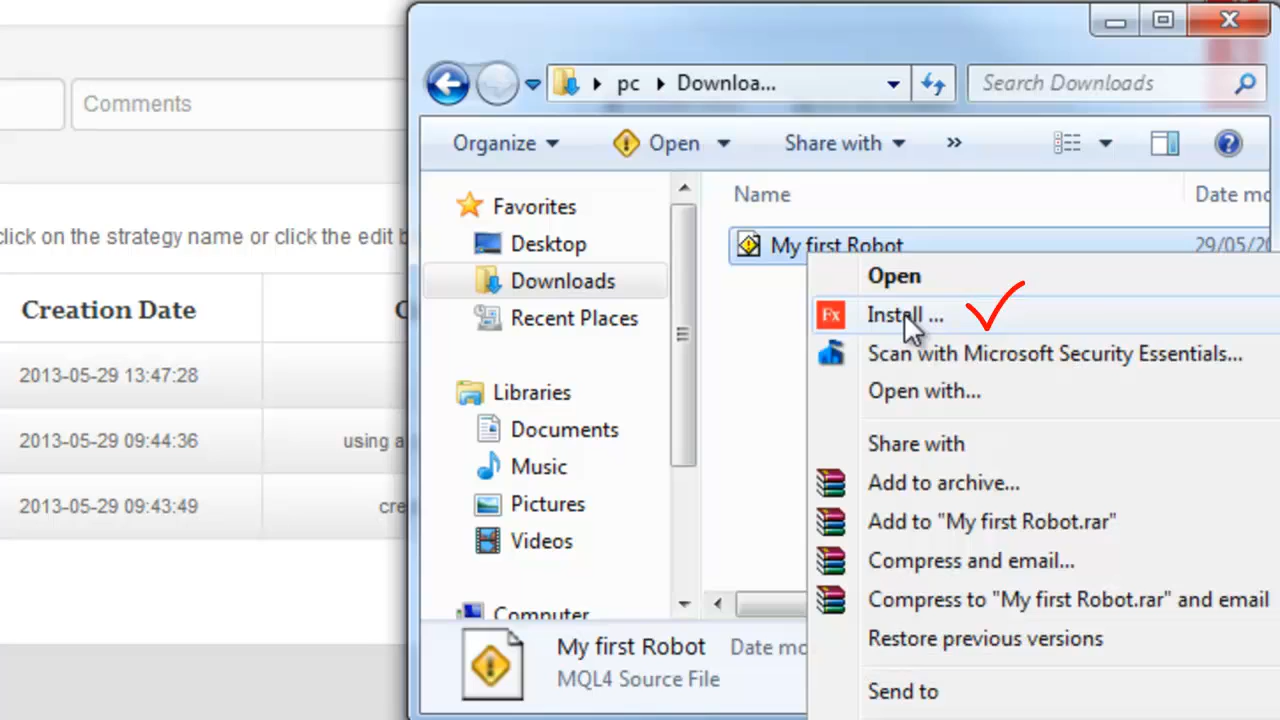 Comments
click on the strategy name or click the edit b
Creation Date
C
2013-05-29 13:47:28
2013-05-29 09:44:36
using a
2013-05-29 09:43:49
cre
pc
Downloa...
Search Downloads
Organize
Open
Share with
»
Favorites
Desktop
Downloads
Recent Places
Libraries
Documents
Music
Pictures
Videos
Computer
Name
Date mo
My first Robot
29/05/20
Open
Fx
Install ...
Scan with Microsoft Security Essentials...
Open with...
Share with
Add to archive...
Add to "My first Robot.rar"
Compress and email...
Compress to "My first Robot.rar" and email
Restore previous versions
Send to
My first Robot
Date mo
MQL4 Source File